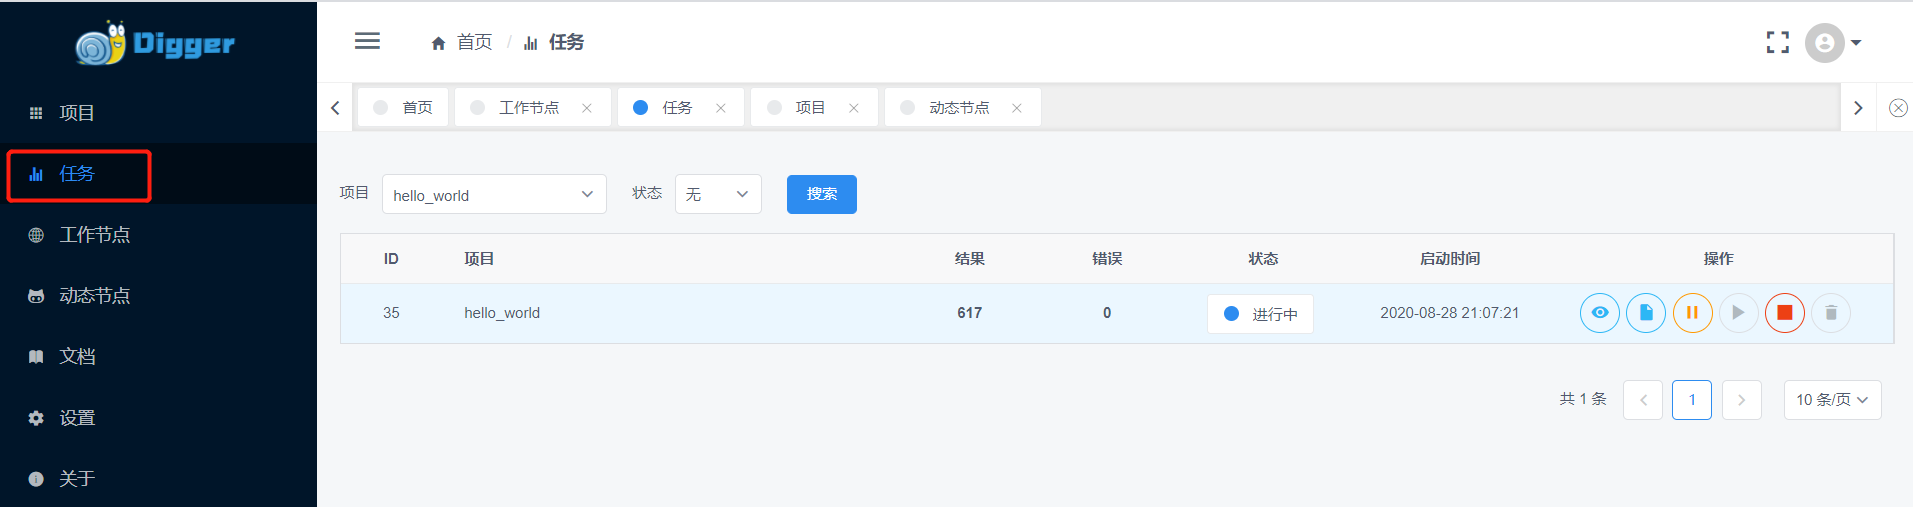 Digger
项目
任务
工作节点
动态节点
文档
设置
关于
首页 / 任务
首页 工作节点 任务 项目 动态节点
项目 hello_world 状态 无 搜索
ID 项目 结果 错误 状态 启动时间 操作
35 hello_world 617 0 进行中 2020-08-28 21:07:21
共 1 条 1 10 条/页